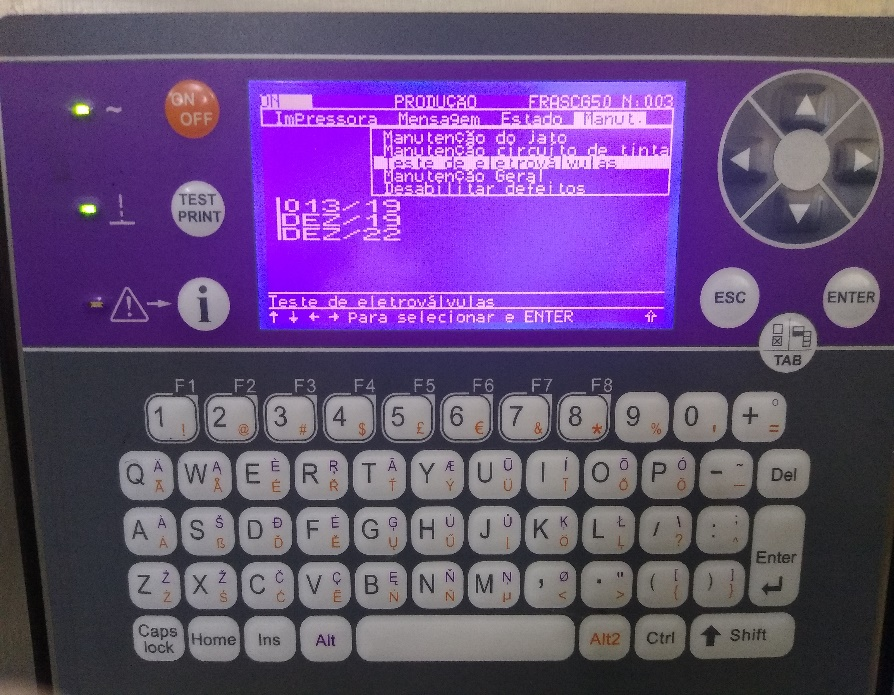 ON PRODUÇÃO FRASCG50 N:003
Impressora Mensagem Estado Manut.
Manutenção do jato
Manutenção circuito de tinta
Teste de eletroválvulas
Manutenção Geral
Desabilitar defeitos
013/19
DEZ/19
DEZ/22
Teste de eletroválvulas
↑ ↓ ← → Para selecionar e ENTER ⇧
ON
OFF
TEST
PRINT
i
ESC
ENTER
TAB
F1 F2 F3 F4 F5 F6 F7 F8
1 ! 2 @ 3 # 4 $ 5 £ 6 € 7 & 8 * 9 % 0 , + ° =
Q W E R T Y U I O P - ~ _ Del
A S D F G H J K L / \ ? : ; ^
Enter
Z X C V B N M , Ø < . " > ( [ { ) ] }
Caps
lock Home Ins Alt Alt2 Ctrl Shift